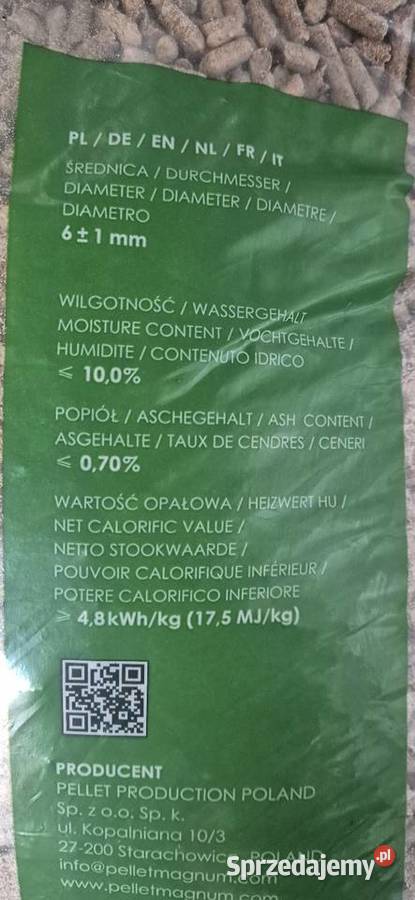 PL / DE / EN / NL / FR / IT
ŚREDNICA / DURCHMESSER /
DIAMETER / DIAMETER / DIAMETRE /
DIAMETRO
6 ± 1 mm
WILGOTNOŚĆ / WASSERGEHALT
MOISTURE CONTENT / VOCHTGEHALTE /
HUMIDITE / CONTENUTO IDRICO
≤ 10,0%
POPIÓŁ / ASCHEGEHALT / ASH CONTENT /
ASGEHALTE / TAUX DE CENDRES / CENERI
≤ 0,70%
WARTOŚĆ OPAŁOWA / HEIZWERT HU /
NET CALORIFIC VALUE /
NETTO STOOKWAARDE /
POUVOIR CALORIFIQUE INFÉRIEUR /
POTERE CALORIFICO INFERIORE
≥ 4,8kWh/kg (17,5 MJ/kg)
PRODUCENT
PELLET PRODUCTION POLAND
Sp. z o.o. Sp. k.
ul. Kopalniana 10/3
27-200 Starachowice, POLAND
info@pelletmagnum.com
www.pelletmagnum.com
Sprzedajemy.pl